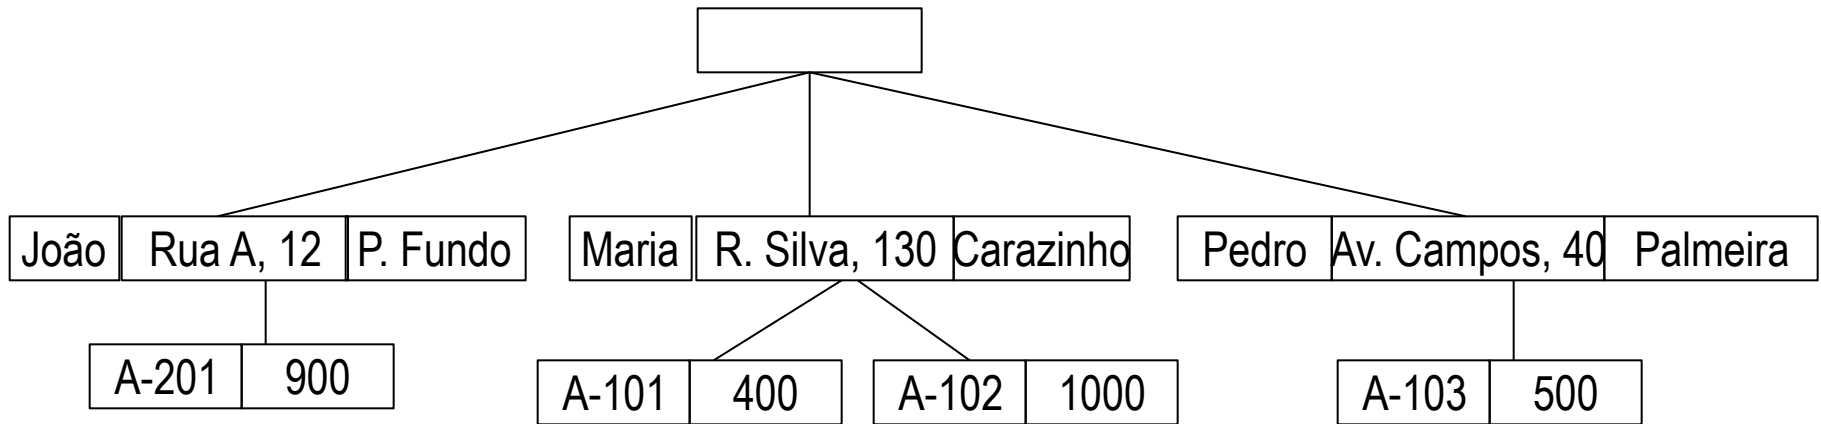 João Rua A, 12 P. Fundo Maria R. Silva, 130 Carazinho Pedro Av. Campos, 40 Palmeira
A-201 900 A-101 400 A-102 1000 A-103 500